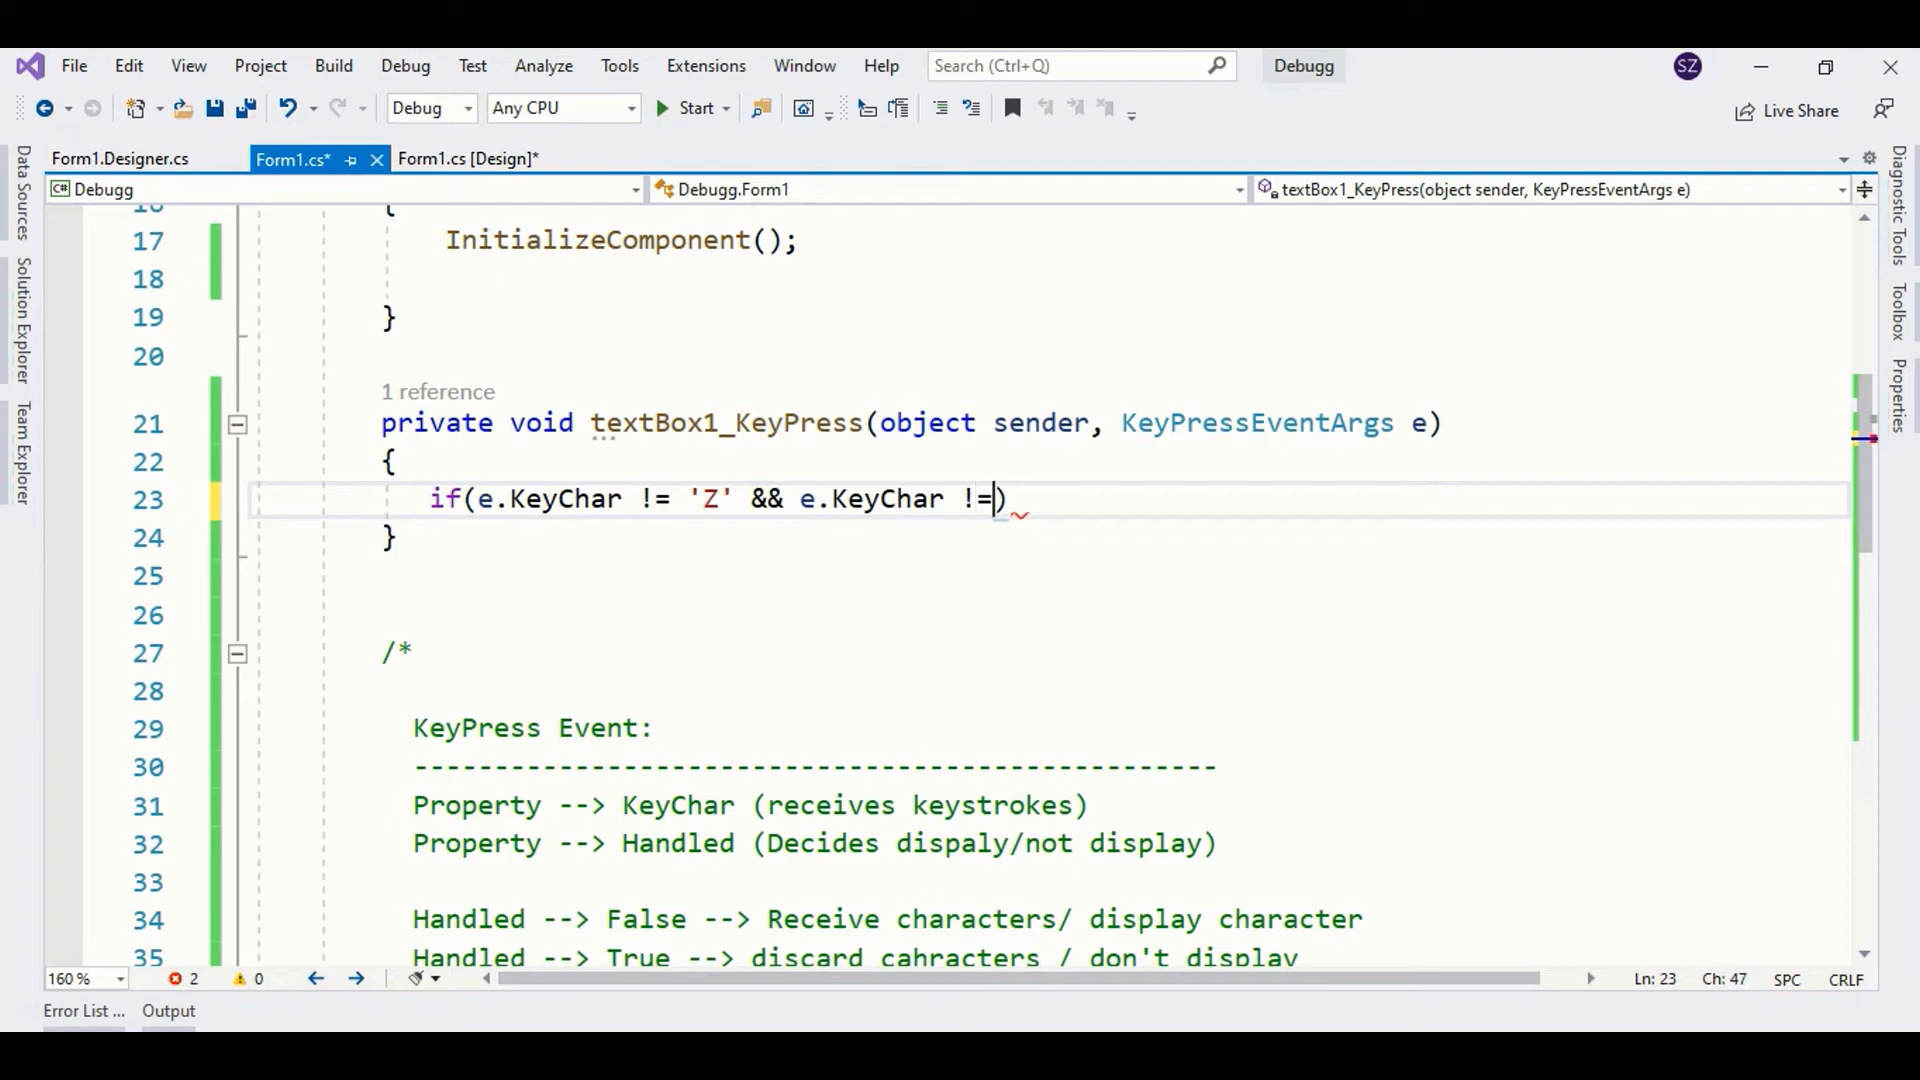 File Edit View Project Build Debug Test Analyze Tools Extensions Window Help Search (Ctrl+Q) Debugg SZ
Debug Any CPU Start Live Share
Form1.Designer.cs Form1.cs* Form1.cs [Design]*
C# Debugg Debugg.Form1 textBox1_KeyPress(object sender, KeyPressEventArgs e)
Data Sources
Solution Explorer
Team Explorer
Diagnostic Tools
Toolbox
Properties
16 {
17 InitializeComponent();
18
19 }
20
1 reference
21 private void textBox1_KeyPress(object sender, KeyPressEventArgs e)
22 {
23 if(e.KeyChar != 'Z' && e.KeyChar !=)
24 }
25
26
27 /*
28
29 KeyPress Event:
30 --------------------------------------------------
31 Property --> KeyChar (receives keystrokes)
32 Property --> Handled (Decides dispaly/not display)
33
34 Handled --> False --> Receive characters/ display character
35 Handled --> True --> discard cahracters / don't display
160 % 2 0 Ln: 23 Ch: 47 SPC CRLF
Error List ... Output